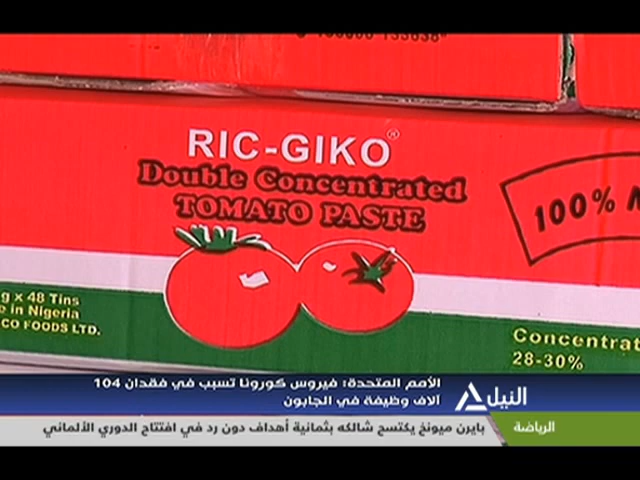 RIC-GIKO®
Double Concentrated
TOMATO PASTE
100%
g x 48 Tins
in Nigeria
CO FOODS LTD.
28-30%
الأمم المتحدة: فيروس كورونا تسبب في فقدان 104
آلاف وظيفة في الجابون
النيل
بايرن ميونخ يكتسح شالكه بثمانية أهداف دون رد في افتتاح الدوري الألماني
الرياضة